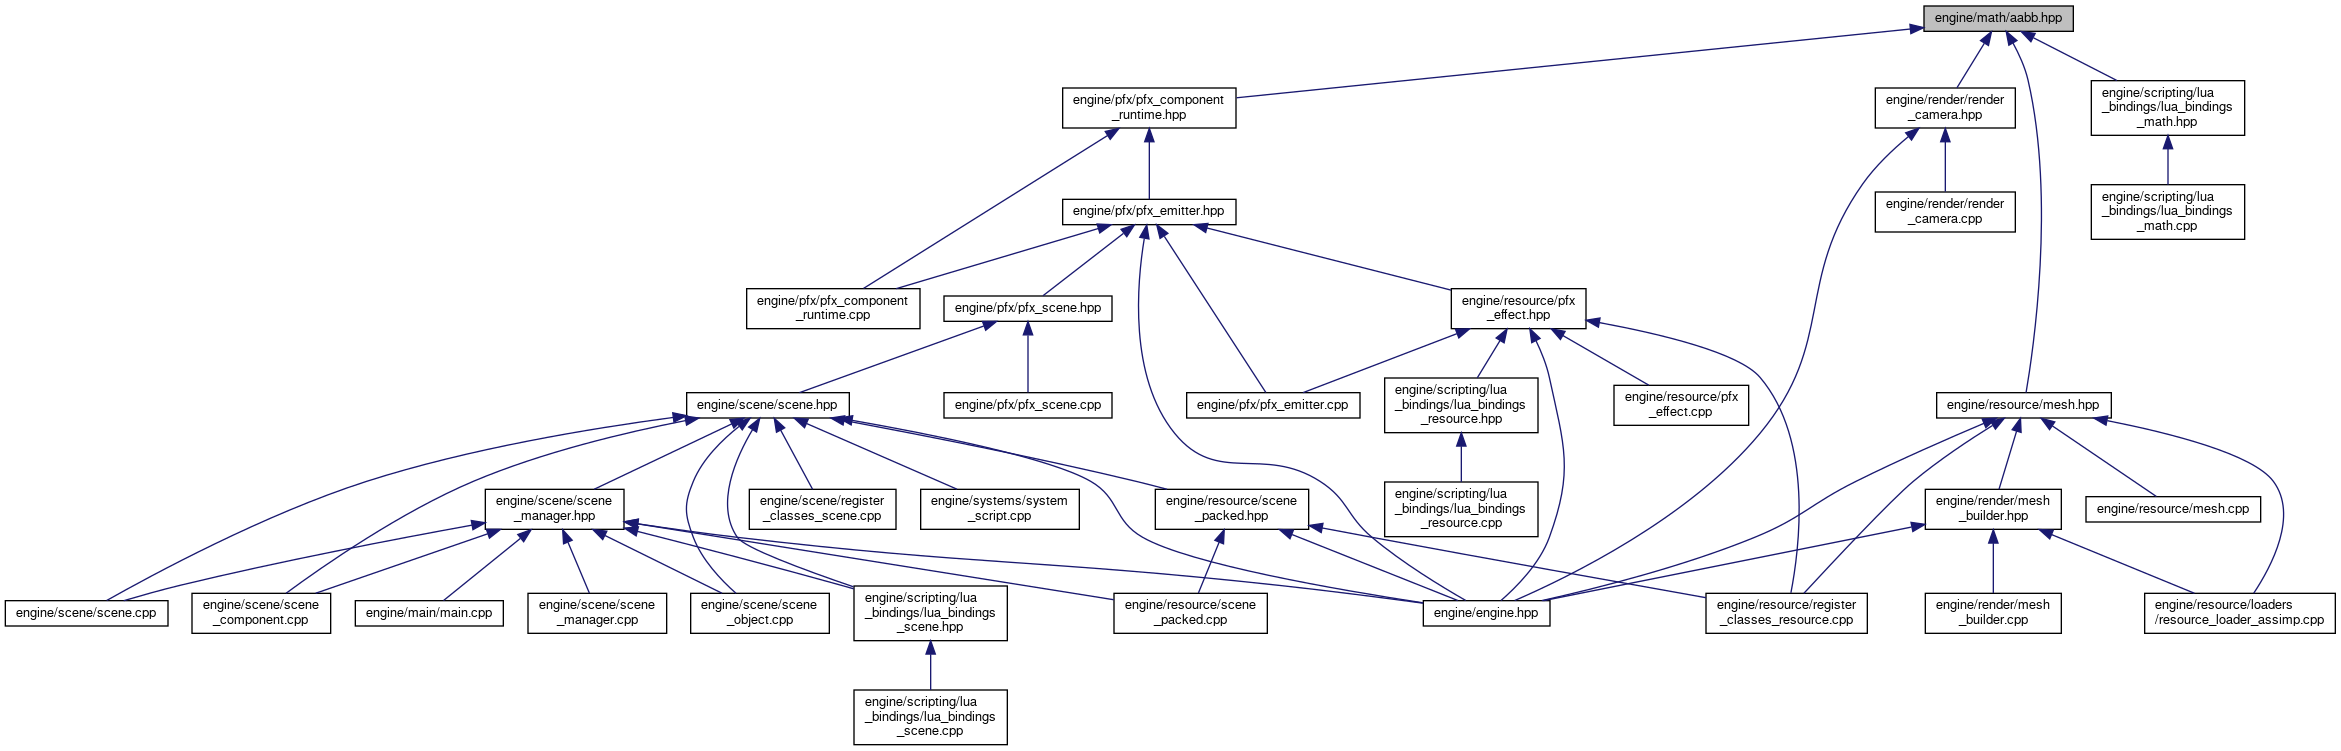 engine/math/aabb.hpp
engine/pfx/pfx_component
_runtime.hpp
engine/render/render
_camera.hpp
engine/scripting/lua
_bindings/lua_bindings
_math.hpp
engine/pfx/pfx_emitter.hpp
engine/render/render
_camera.cpp
engine/scripting/lua
_bindings/lua_bindings
_math.cpp
engine/pfx/pfx_component
_runtime.cpp
engine/pfx/pfx_scene.hpp
engine/resource/pfx
_effect.hpp
engine/scene/scene.hpp
engine/pfx/pfx_scene.cpp
engine/pfx/pfx_emitter.cpp
engine/scripting/lua
_bindings/lua_bindings
_resource.hpp
engine/resource/pfx
_effect.cpp
engine/resource/mesh.hpp
engine/scene/scene
_manager.hpp
engine/scene/register
_classes_scene.cpp
engine/systems/system
_script.cpp
engine/resource/scene
_packed.hpp
engine/scripting/lua
_bindings/lua_bindings
_resource.cpp
engine/render/mesh
_builder.hpp
engine/resource/mesh.cpp
engine/scene/scene.cpp
engine/scene/scene
_component.cpp
engine/main/main.cpp
engine/scene/scene
_manager.cpp
engine/scene/scene
_object.cpp
engine/scripting/lua
_bindings/lua_bindings
_scene.hpp
engine/resource/scene
_packed.cpp
engine/engine.hpp
engine/resource/register
_classes_resource.cpp
engine/render/mesh
_builder.cpp
engine/resource/loaders
/resource_loader_assimp.cpp
engine/scripting/lua
_bindings/lua_bindings
_scene.cpp